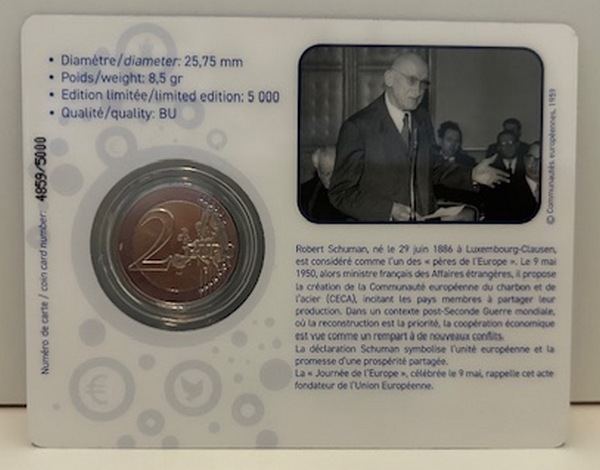 • Diamètre/diameter: 25,75 mm
• Poids/weight: 8,5 gr
• Edition limitée/limited edition: 5 000
• Qualité/quality: BU
Numéro de carte / coin card number: 4859/5000
2
© Communautés européennes, 1959
Robert Schuman, né le 29 juin 1886 à Luxembourg-Clausen,
est considéré comme l'un des « pères de l'Europe ». Le 9 mai
1950, alors ministre français des Affaires étrangères, il propose
la création de la Communauté européenne du charbon et de
l'acier (CECA), incitant les pays membres à partager leur
production. Dans un contexte post-Seconde Guerre mondiale,
où la reconstruction est la priorité, la coopération économique
est vue comme un rempart à de nouveaux conflits.
La déclaration Schuman symbolise l'unité européenne et la
promesse d'une prospérité partagée.
La « Journée de l'Europe », célébrée le 9 mai, rappelle cet acte
fondateur de l'Union Européenne.
€